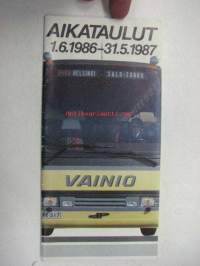 AIKATAULUT
1.6.1986–31.5.1987
HELSINKI - SALO-TURKU
VAINIO